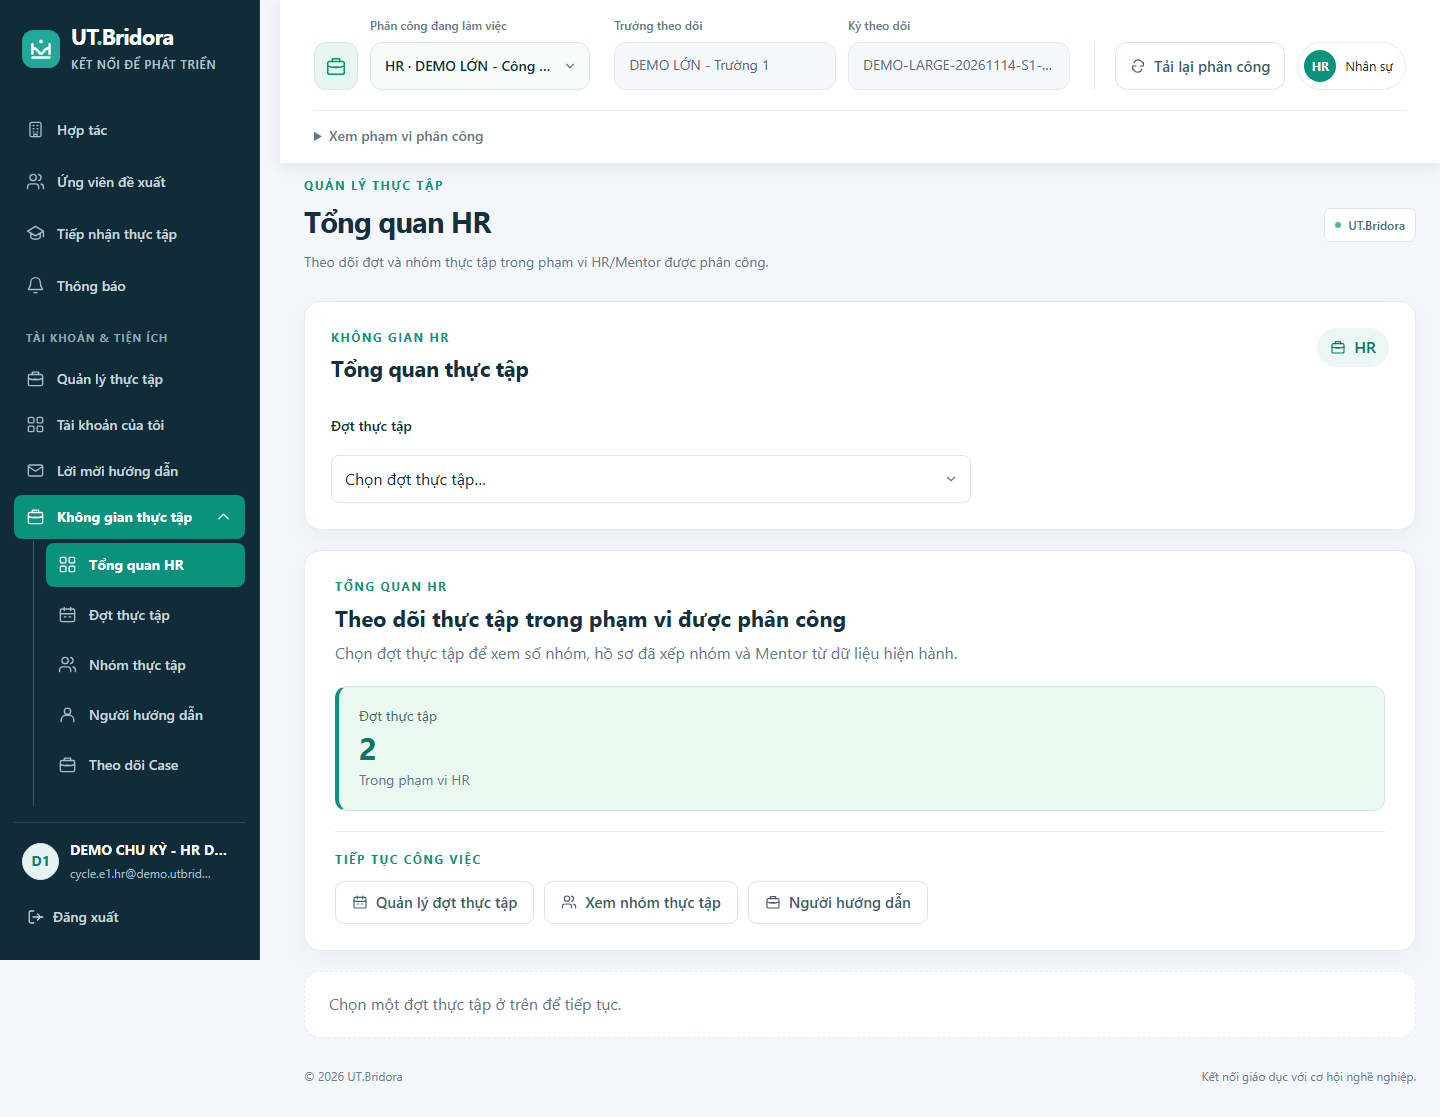 UT.Bridora
KẾT NỐI ĐỂ PHÁT TRIỂN
Hợp tác
Ứng viên đề xuất
Tiếp nhận thực tập
Thông báo
TÀI KHOẢN & TIỆN ÍCH
Quản lý thực tập
Tài khoản của tôi
Lời mời hướng dẫn
Không gian thực tập
Tổng quan HR
Đợt thực tập
Nhóm thực tập
Người hướng dẫn
Theo dõi Case
D1
DEMO CHU KỲ - HR D...
cycle.e1.hr@demo.utbrid...
Đăng xuất
Phân công đang làm việc
HR · DEMO LỚN - Công ...
Trường theo dõi
DEMO LỚN - Trường 1
Kỳ theo dõi
DEMO-LARGE-20261114-S1-...
Tải lại phân công
HR
Nhân sự
Xem phạm vi phân công
QUẢN LÝ THỰC TẬP
Tổng quan HR
Theo dõi đợt và nhóm thực tập trong phạm vi HR/Mentor được phân công.
UT.Bridora
KHÔNG GIAN HR
Tổng quan thực tập
HR
Đợt thực tập
Chọn đợt thực tập...
TỔNG QUAN HR
Theo dõi thực tập trong phạm vi được phân công
Chọn đợt thực tập để xem số nhóm, hồ sơ đã xếp nhóm và Mentor từ dữ liệu hiện hành.
Đợt thực tập
2
Trong phạm vi HR
TIẾP TỤC CÔNG VIỆC
Quản lý đợt thực tập
Xem nhóm thực tập
Người hướng dẫn
Chọn một đợt thực tập ở trên để tiếp tục.
© 2026 UT.Bridora
Kết nối giáo dục với cơ hội nghề nghiệp.